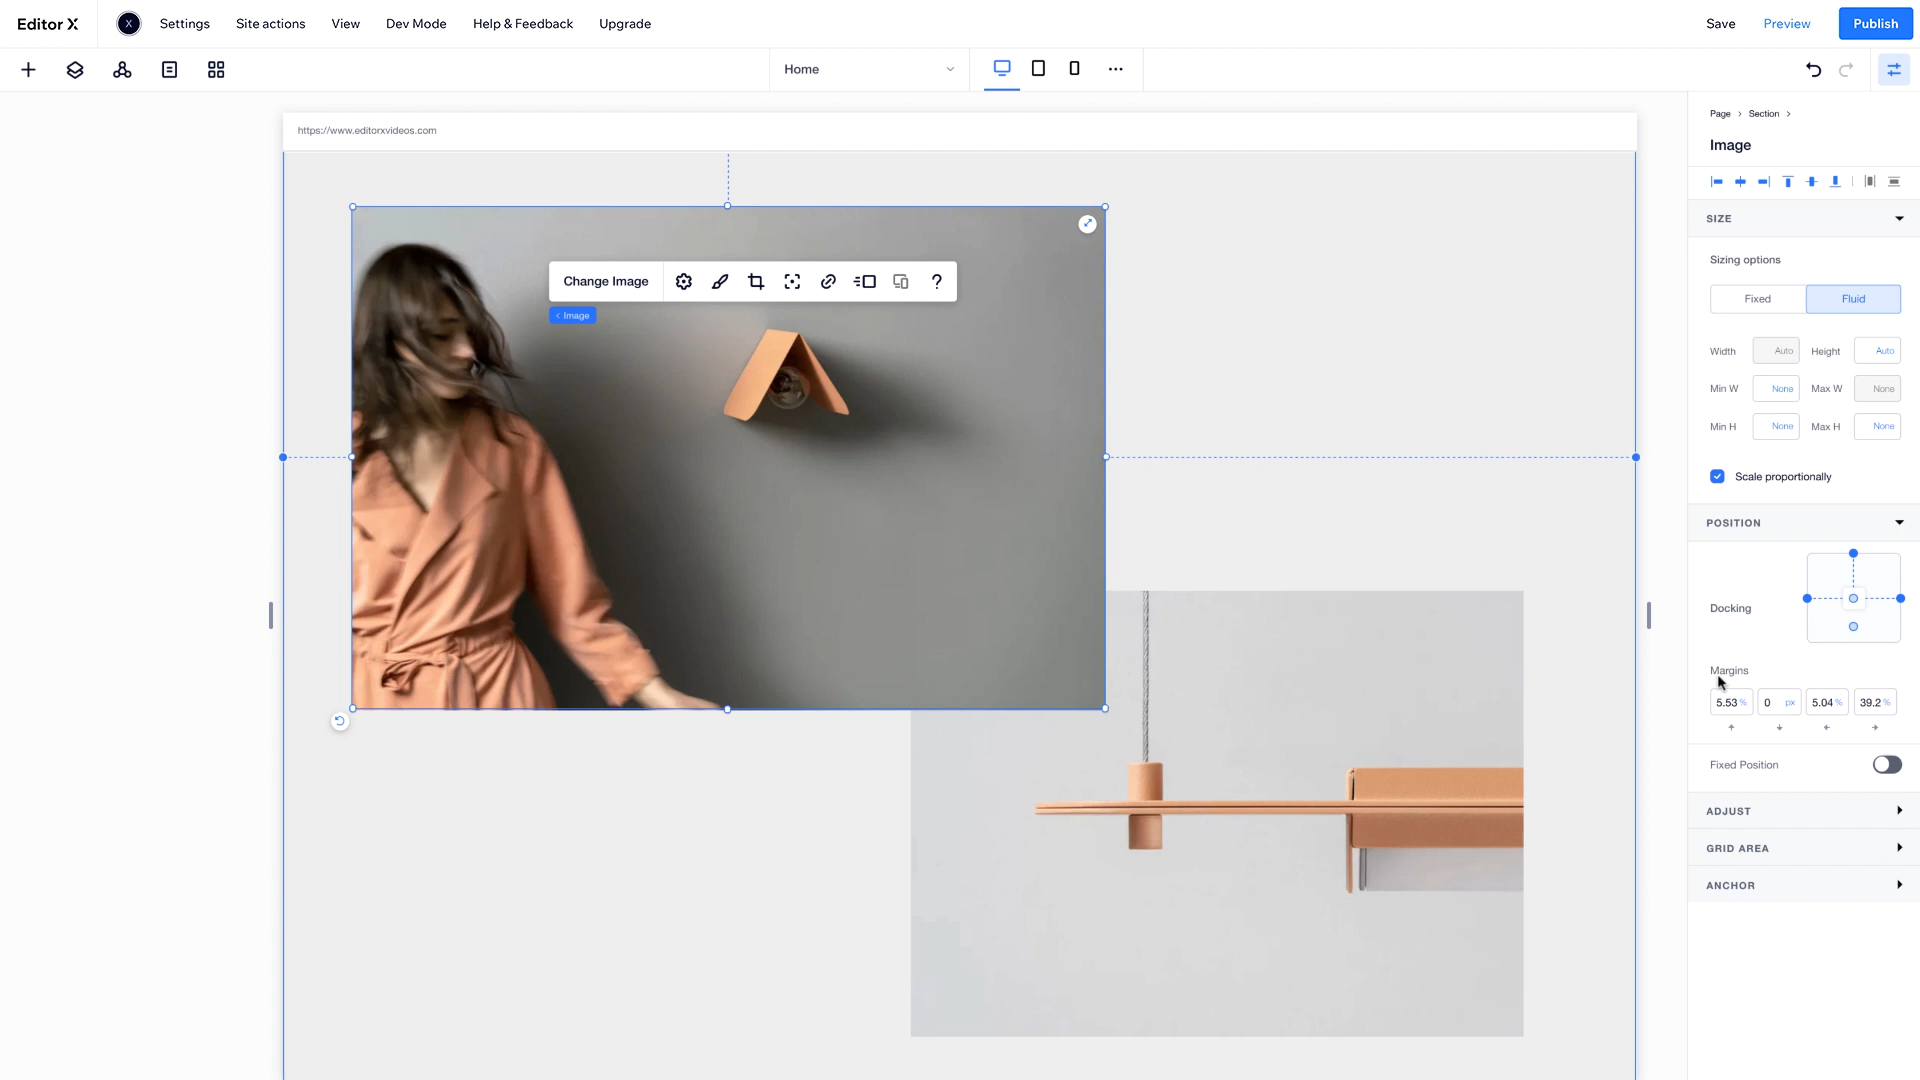 Editor X
X
Settings
Site actions
View
Dev Mode
Help & Feedback
Upgrade
Save
Preview
Publish
Home
https://www.editorxvideos.com
Change Image
?
< Image
Page > Section >
Image
SIZE
Sizing options
Fixed
Fluid
Width Auto Height Auto
Min W None Max W None
Min H None Max H None
Scale proportionally
POSITION
Docking
Margins
5.53 % 0 px 5.04 % 39.2 %
Fixed Position
ADJUST
GRID AREA
ANCHOR